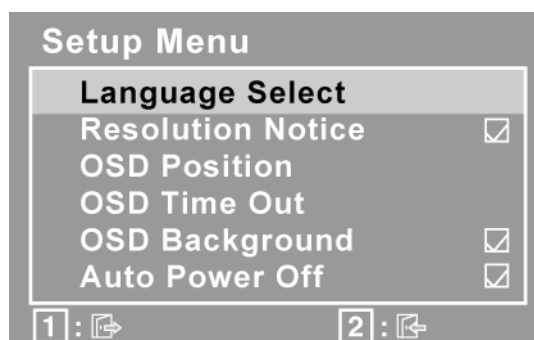 Setup Menu
Language Select
Resolution Notice
OSD Position
OSD Time Out
OSD Background
Auto Power Off
1 : 2 :